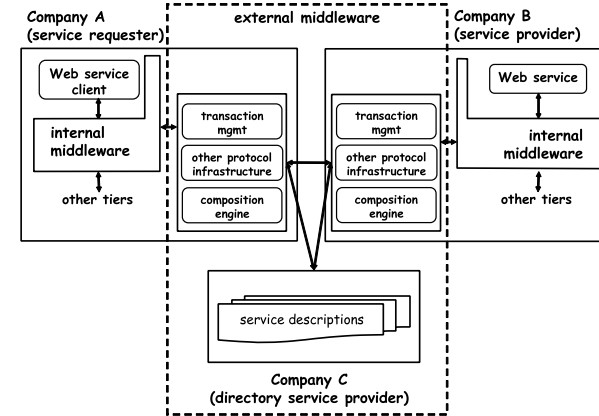 Company A
(service requester)
external middleware
Company B
(service provider)
Web service
client
internal
middleware
other tiers
transaction
mgmt
other protocol
infrastructure
composition
engine
transaction
mgmt
other protocol
infrastructure
composition
engine
Web service
internal
middleware
other tiers
service descriptions
Company C
(directory service provider)